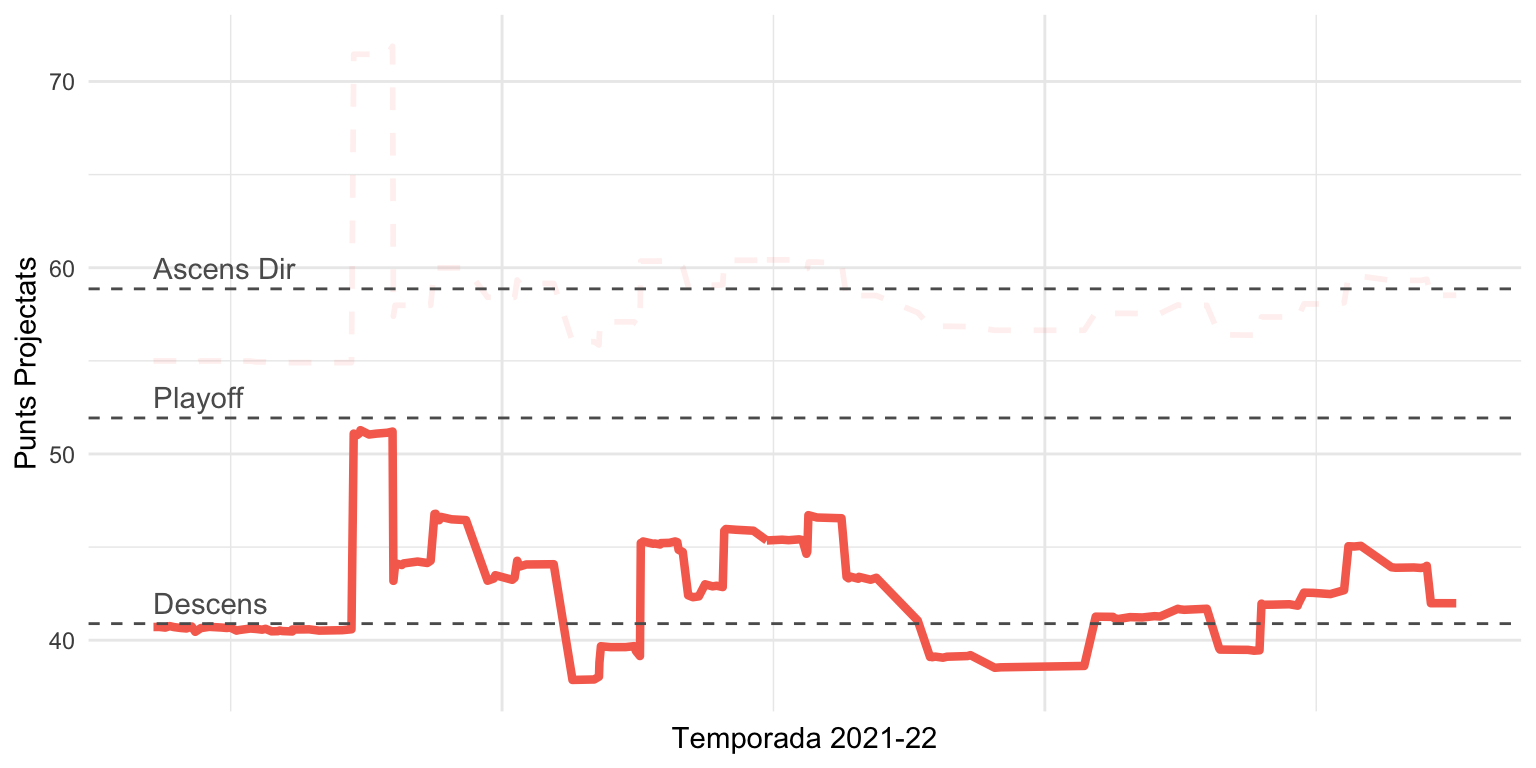 70
60
50
40
Punts Projectats
Ascens Dir
Playoff
Descens
Temporada 2021-22